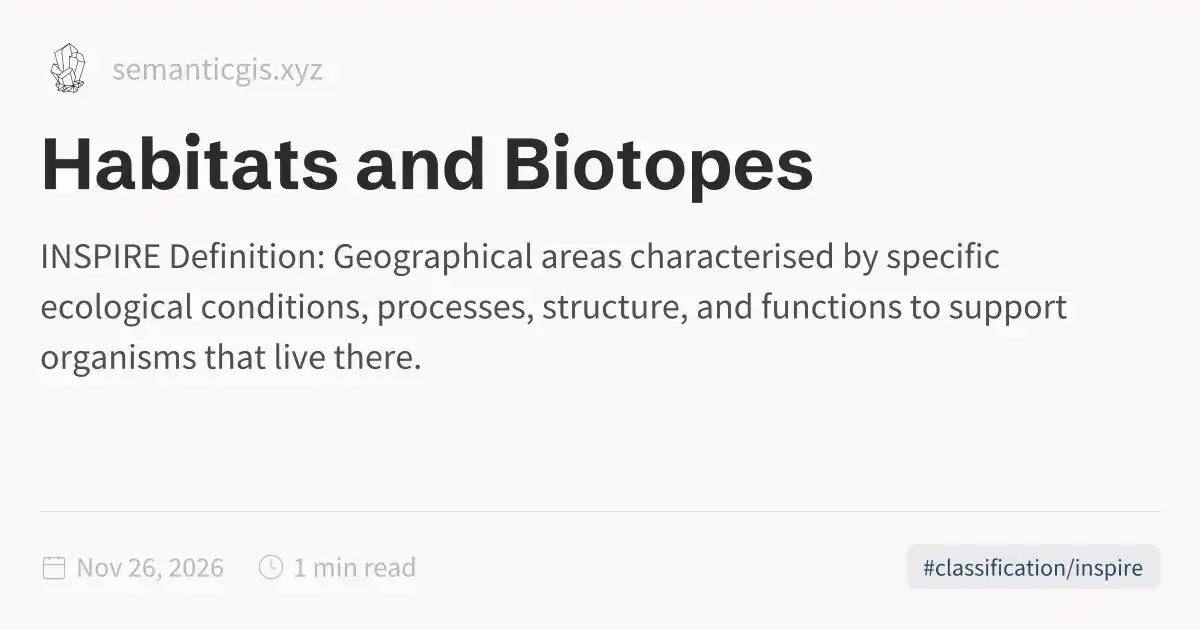 semanticgis.xyz
Habitats and Biotopes
INSPIRE Definition: Geographical areas characterised by specific
ecological conditions, processes, structure, and functions to support
organisms that live there.
Nov 26, 2026 1 min read #classification/inspire